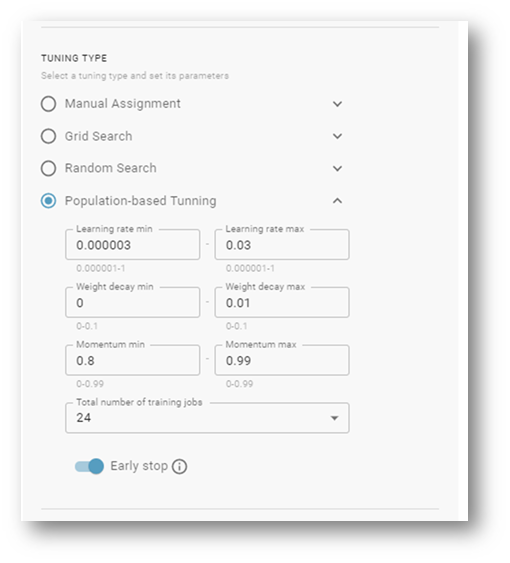 TUNING TYPE
Select a tuning type and set its parameters
Manual Assignment
Grid Search
Random Search
Population-based Tunning
Learning rate min Learning rate max
0.000003 - 0.03
0.000001-1 0.000001-1
Weight decay min Weight decay max
0 - 0.01
0-0.1 0-0.1
Momentum min Momentum max
0.8 - 0.99
0-0.99 0-0.99
Total number of training jobs
24
Early stop